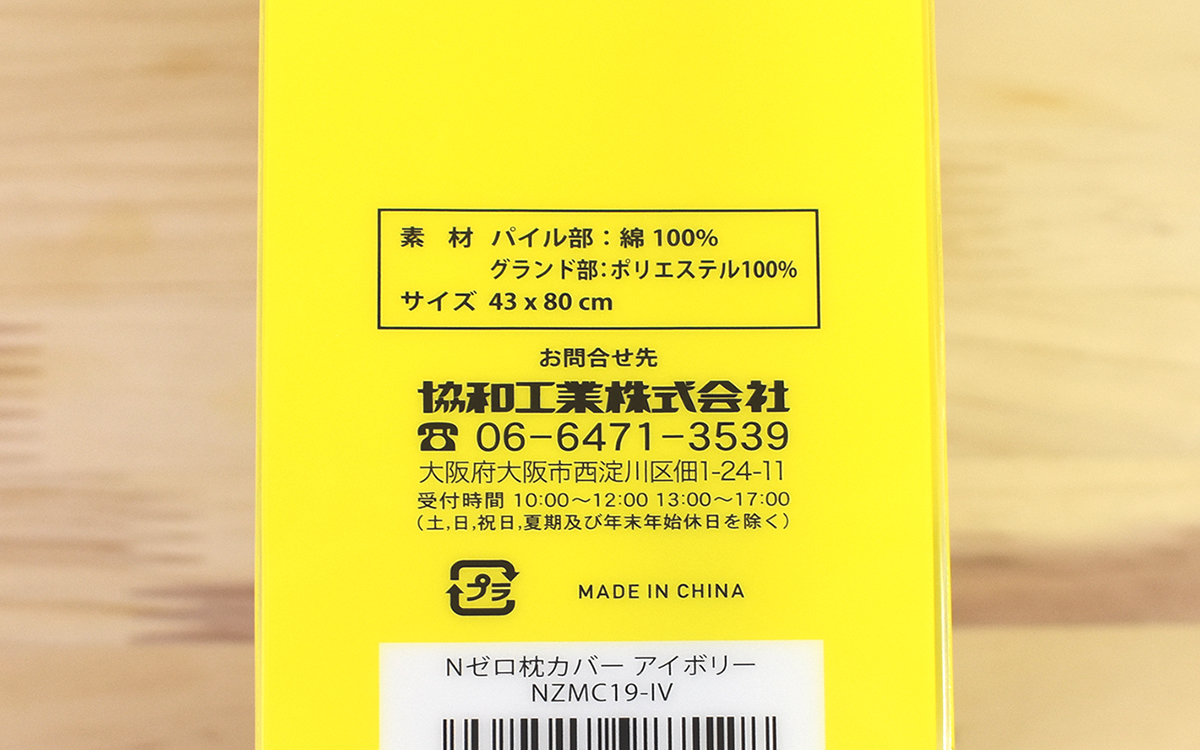 素 材 パイル部：綿 100%
グランド部：ポリエステル100%
サイズ 43 x 80 cm
お問合せ先
協和工業株式会社
☎ 06-6471-3539
大阪府大阪市西淀川区佃1-24-11
受付時間 10:00〜12:00 13:00〜17:00
（土,日,祝日,夏期及び年末年始休日を除く）
プラ MADE IN CHINA
Nゼロ枕カバー アイボリー
NZMC19-IV